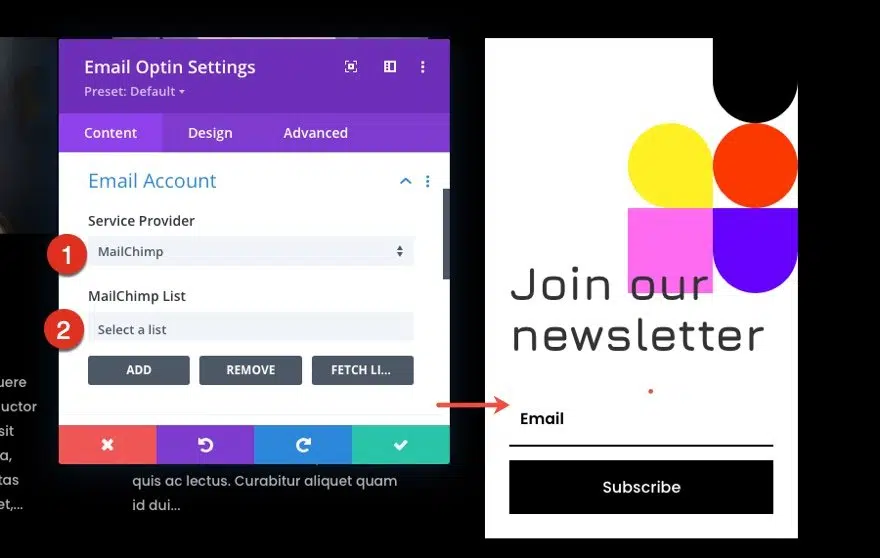 Email Optin Settings
Preset: Default
Content
Design
Advanced
Email Account
Service Provider
1
MailChimp
MailChimp List
2
Select a list
ADD
REMOVE
FETCH LI...
uere
uctor
sit
a,
tas
et,...
quis ac lectus. Curabitur aliquet quam
id dui...
Join our
newsletter
Email
Subscribe